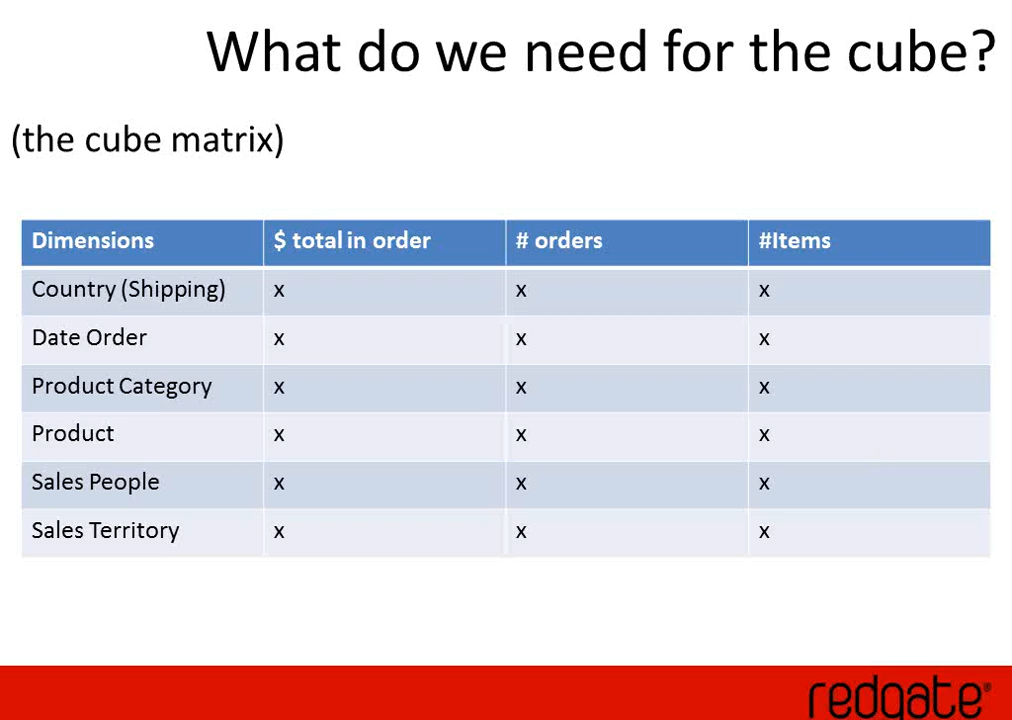 What do we need for the cube?
(the cube matrix)
Dimensions $ total in order # orders #Items
Country (Shipping) x x x
Date Order x x x
Product Category x x x
Product x x x
Sales People x x x
Sales Territory x x x
redgate®